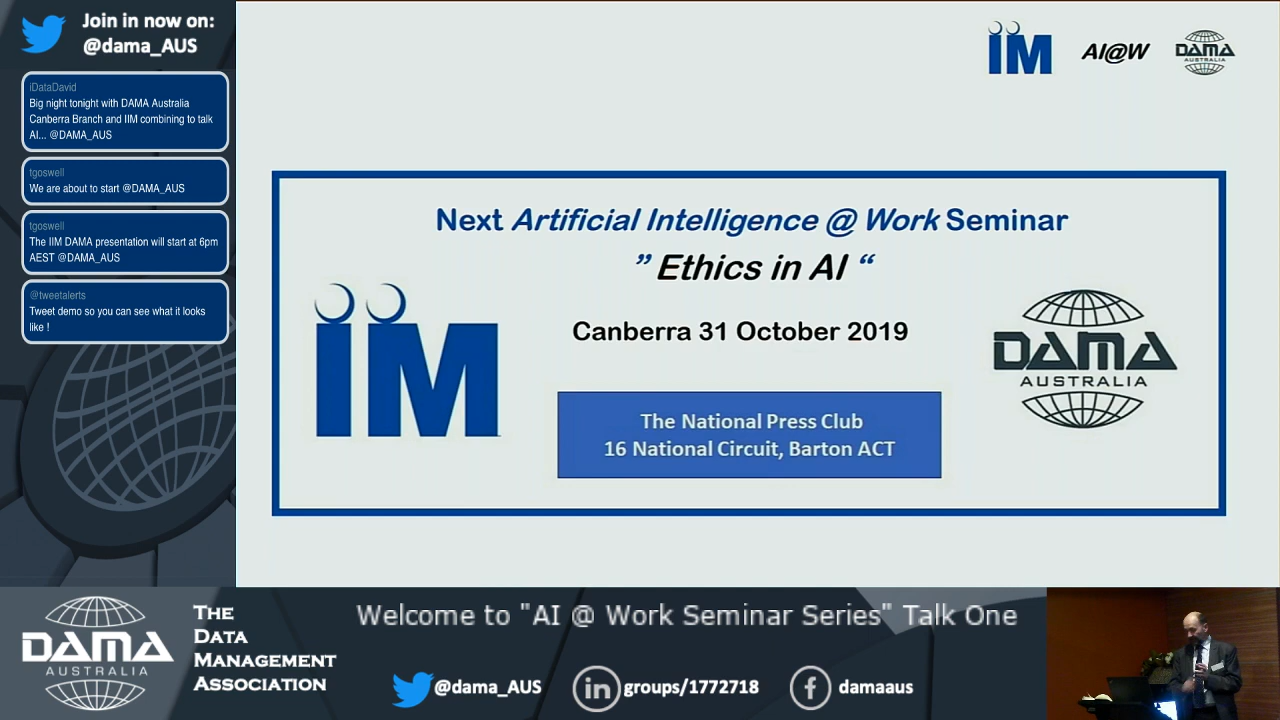 Join in now on:
@dama_AUS
iDataDavid
Big night tonight with DAMA Australia
Canberra Branch and IIM combining to talk
AI... @DAMA_AUS
tgoswell
We are about to start @DAMA_AUS
tgoswell
The IIM DAMA presentation will start at 6pm
AEST @DAMA_AUS
@tweetalerts
Tweet demo so you can see what it looks
like !
IIM
AI@W
DAMA
AUSTRALIA
Next Artificial Intelligence @ Work Seminar
” Ethics in AI “
Canberra 31 October 2019
The National Press Club
16 National Circuit, Barton ACT
IIM
DAMA
AUSTRALIA
DAMA
AUSTRALIA
THE
DATA
MANAGEMENT
ASSOCIATION
Welcome to "AI @ Work Seminar Series" Talk One
@dama_AUS
in groups/1772718
f damaaus